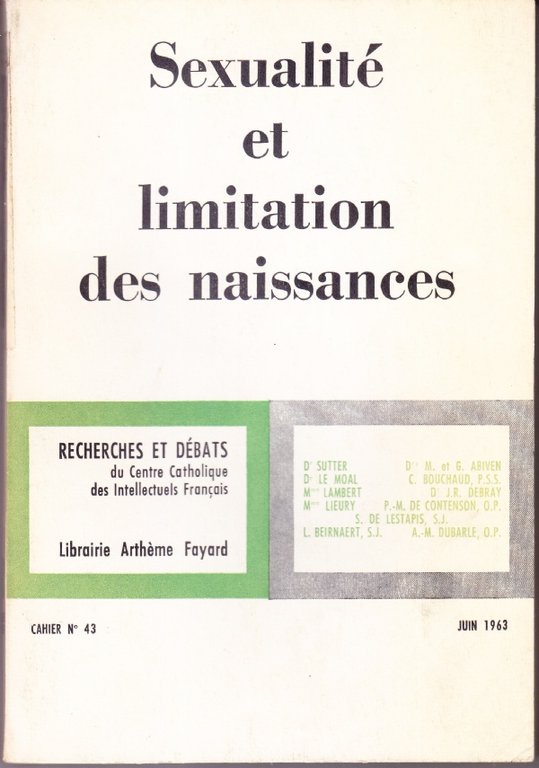 Sexualité
et
limitation
des naissances
RECHERCHES ET DÉBATS
du Centre Catholique
des Intellectuels Français
Librairie Arthème Fayard
Dr SUTTER Drs M. et G. ABIVEN
Dr LE MOAL C. BOUCHAUD, P.S.S.
Mme LAMBERT Dr J.R. DEBRAY
Mme LIEURY P.-M. DE CONTENSON, O.P.
S. DE LESTAPIS, S.J.
L. BEIRNAERT, S.J. A.-M. DUBARLE, O.P.
CAHIER No 43
JUIN 1963